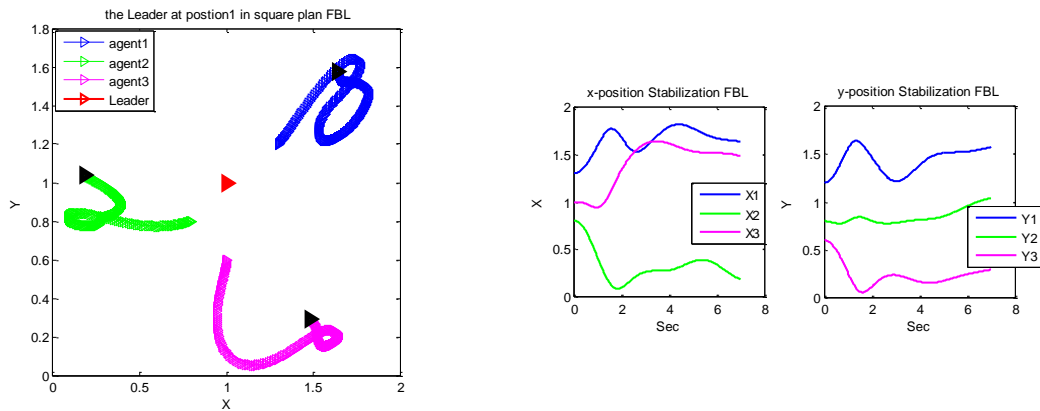 the Leader at postion1 in square plan FBL
agent1
agent2
agent3
Leader
1.8
1.6
1.4
1.2
1
0.8
0.6
0.4
0.2
0
Y
0 0.5 1 1.5 2
X
x-position Stabilization FBL
2
1.5
1
0.5
0
X
X1
X2
X3
0 2 4 6 8
Sec
y-position Stabilization FBL
2
1.5
1
0.5
0
Y
Y1
Y2
Y3
0 2 4 6 8
Sec